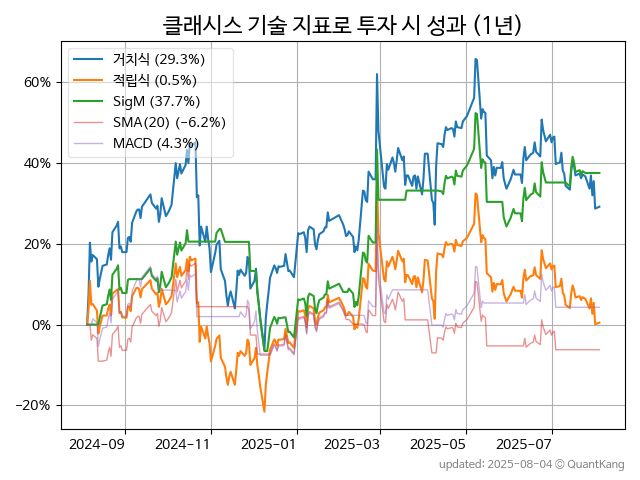 클래시스 기술 지표로 투자 시 성과 (1년)
거치식 (29.3%)
적립식 (0.5%)
SigM (37.7%)
SMA(20) (−6.2%)
MACD (4.3%)
60%
40%
20%
0%
−20%
2024-09 2024-11 2025-01 2025-03 2025-05 2025-07
updated: 2025-08-04 © QuantKang